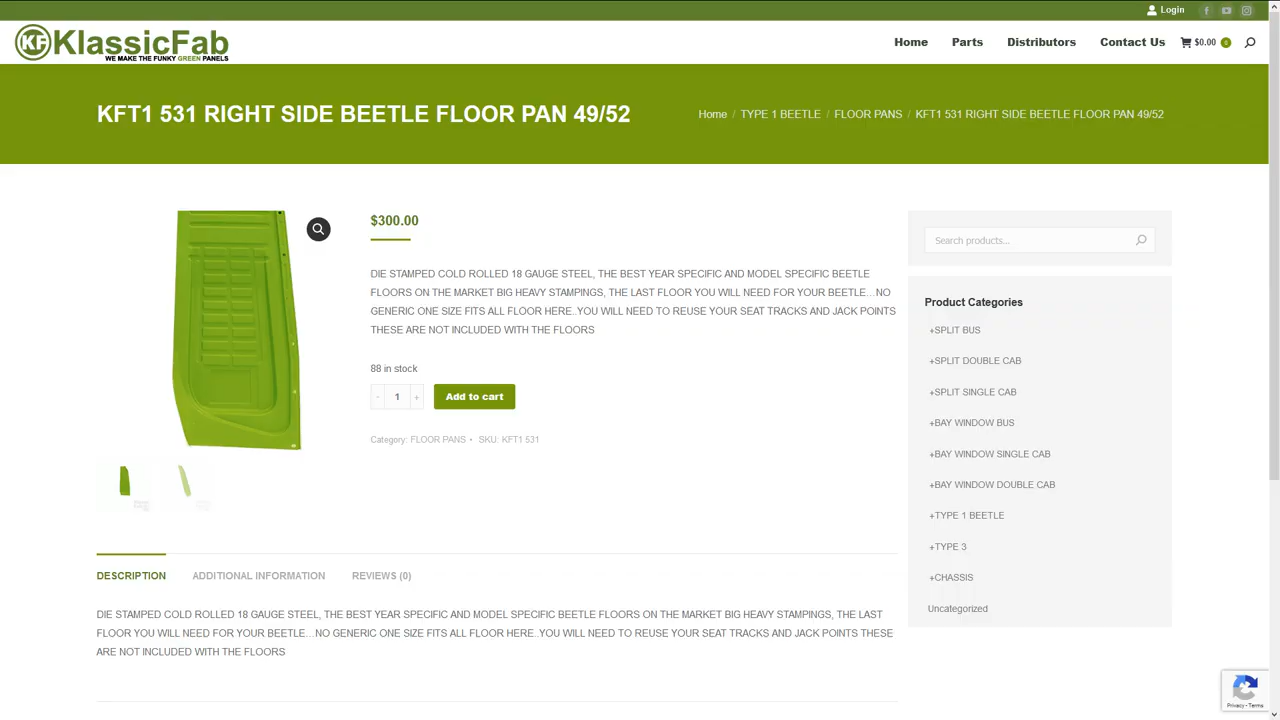 Login
KF KlassicFab
WE MAKE THE FUNKY GREEN PANELS
Home Parts Distributors Contact Us $0.00 0
KFT1 531 RIGHT SIDE BEETLE FLOOR PAN 49/52
Home / TYPE 1 BEETLE / FLOOR PANS / KFT1 531 RIGHT SIDE BEETLE FLOOR PAN 49/52
$300.00
DIE STAMPED COLD ROLLED 18 GAUGE STEEL, THE BEST YEAR SPECIFIC AND MODEL SPECIFIC BEETLE
FLOORS ON THE MARKET BIG HEAVY STAMPINGS, THE LAST FLOOR YOU WILL NEED FOR YOUR BEETLE…NO
GENERIC ONE SIZE FITS ALL FLOOR HERE..YOU WILL NEED TO REUSE YOUR SEAT TRACKS AND JACK POINTS
THESE ARE NOT INCLUDED WITH THE FLOORS
88 in stock
- 1 + Add to cart
Category: FLOOR PANS • SKU: KFT1 531
Search products...
Product Categories
+SPLIT BUS
+SPLIT DOUBLE CAB
+SPLIT SINGLE CAB
+BAY WINDOW BUS
+BAY WINDOW SINGLE CAB
+BAY WINDOW DOUBLE CAB
+TYPE 1 BEETLE
+TYPE 3
+CHASSIS
Uncategorized
DESCRIPTION ADDITIONAL INFORMATION REVIEWS (0)
DIE STAMPED COLD ROLLED 18 GAUGE STEEL, THE BEST YEAR SPECIFIC AND MODEL SPECIFIC BEETLE FLOORS ON THE MARKET BIG HEAVY STAMPINGS, THE LAST
FLOOR YOU WILL NEED FOR YOUR BEETLE…NO GENERIC ONE SIZE FITS ALL FLOOR HERE..YOU WILL NEED TO REUSE YOUR SEAT TRACKS AND JACK POINTS THESE
ARE NOT INCLUDED WITH THE FLOORS
Privacy - Terms